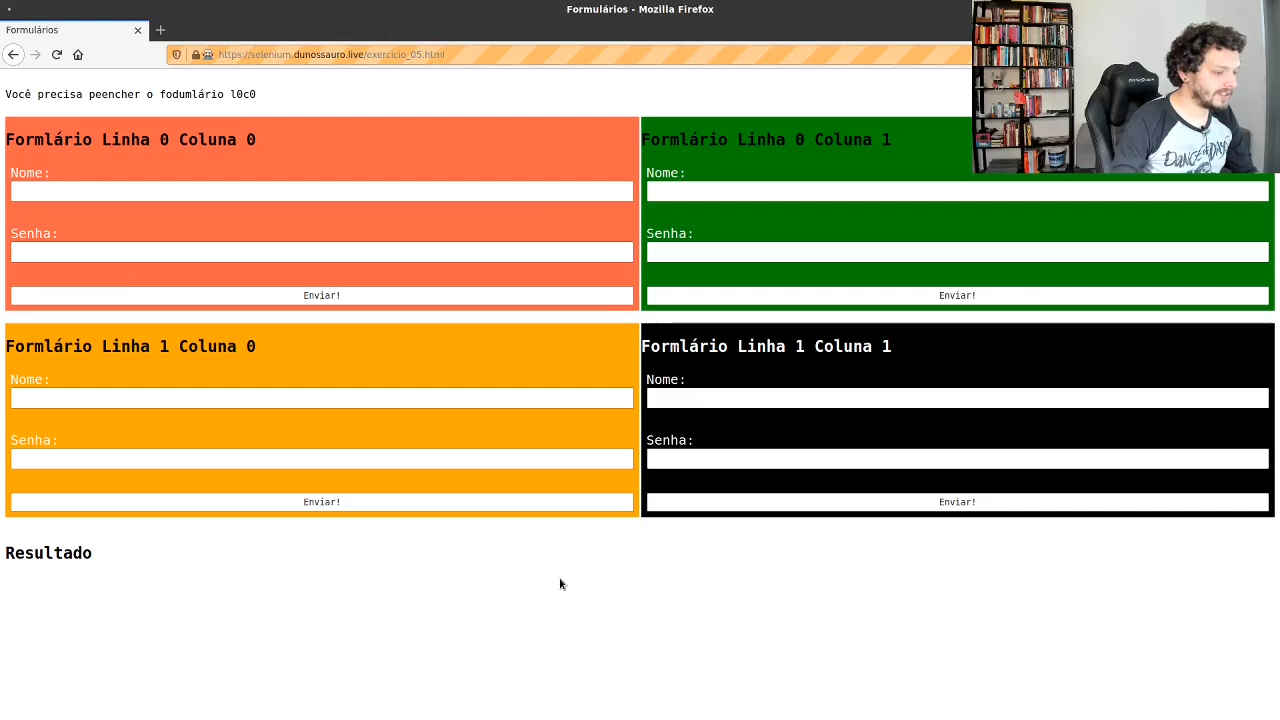 Formulários - Mozilla Firefox
Formulários
https://selenium.dunossauro.live/exercicio_05.html
Você precisa peencher o fodumlário l0c0
Formlário Linha 0 Coluna 0
Nome:
Senha:
Enviar!
Formlário Linha 0 Coluna 1
Nome:
Senha:
Enviar!
Formlário Linha 1 Coluna 0
Nome:
Senha:
Enviar!
Formlário Linha 1 Coluna 1
Nome:
Senha:
Enviar!
Resultado